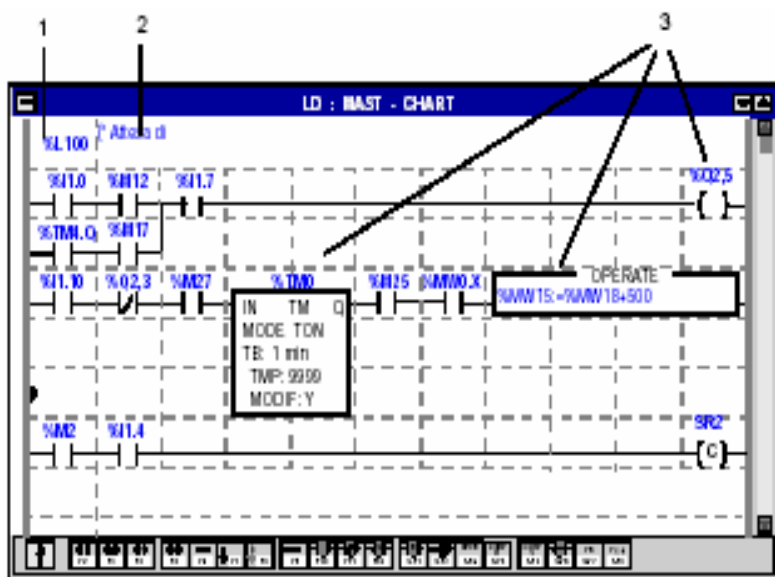 1 2 3
LD : MAST - CHART
%L100
%I1.0 %M12 %I1.7 %Q2,5
%TM4.Q %M17
%I1.10 %Q2,3 %M27 %TM0 %M25 %MW0.X OPERATE
%MW15:=%MW18+500
IN TM Q
MODE: TON
TB: 1 min
TMP: 9999
MODIF: Y
%M2 %I1.4 SR2
C